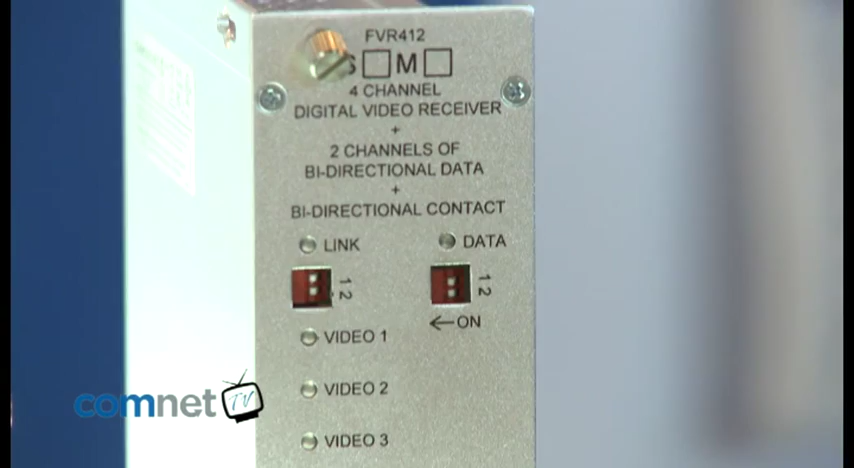 FVR412
S M
4 CHANNEL
DIGITAL VIDEO RECEIVER
+
2 CHANNELS OF
BI-DIRECTIONAL DATA
+
BI-DIRECTIONAL CONTACT
LINK DATA
1 2 1 2
←ON
VIDEO 1
VIDEO 2
comnet TV
VIDEO 3